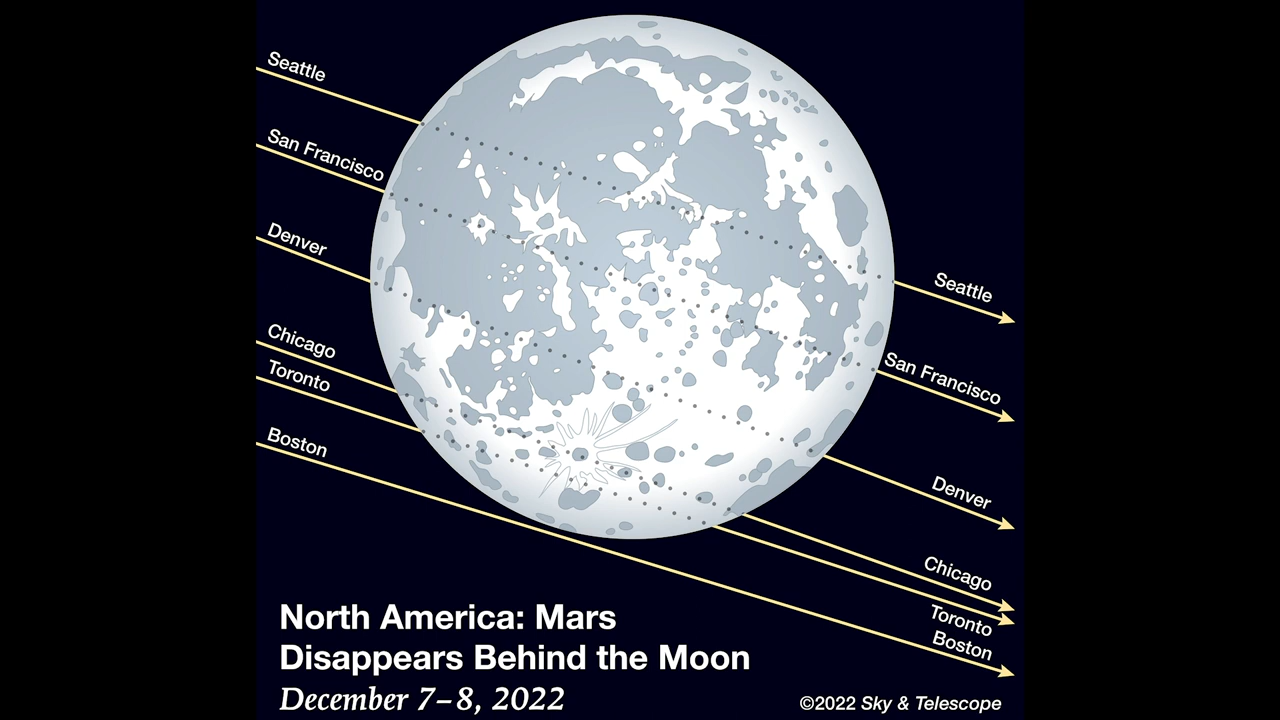 Seattle
San Francisco
Denver
Chicago
Toronto
Boston
Seattle
San Francisco
Denver
Chicago
Toronto
Boston
North America: Mars
Disappears Behind the Moon
December 7–8, 2022
©2022 Sky & Telescope